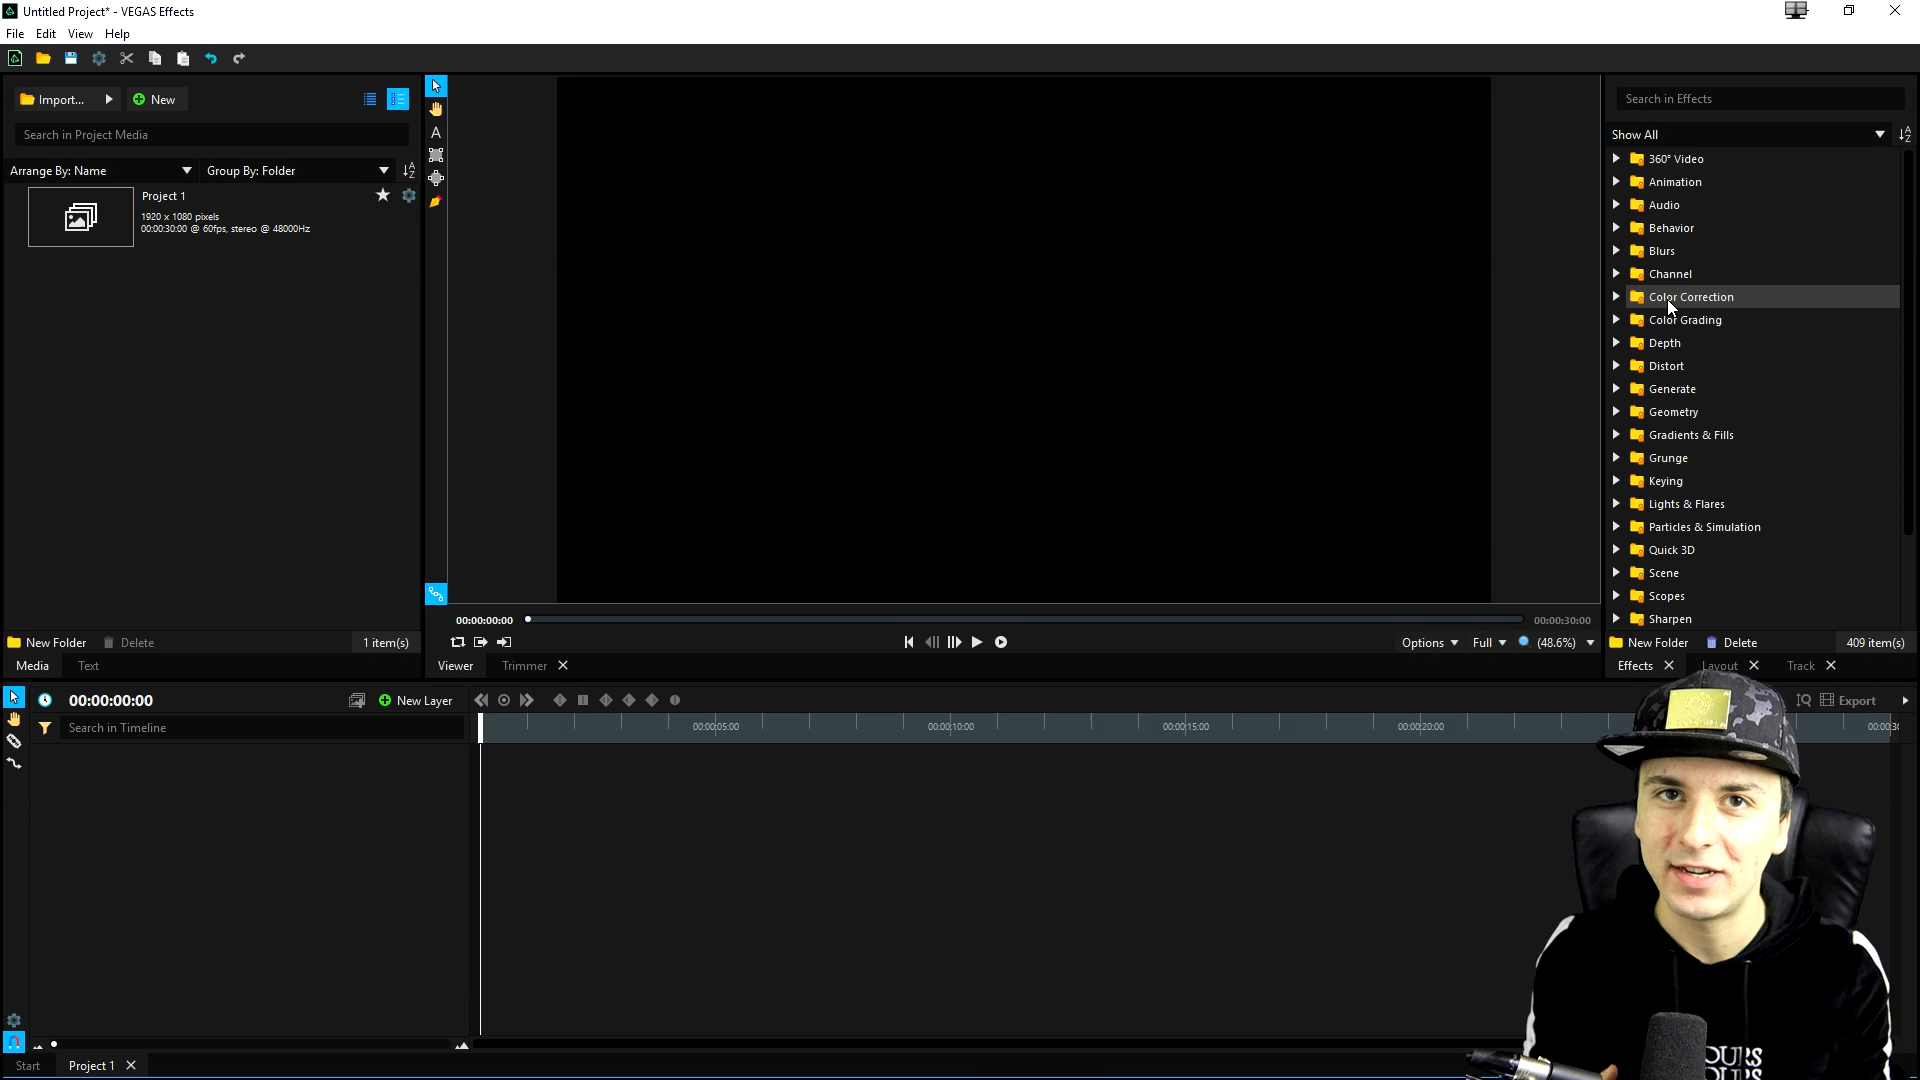 Untitled Project* - VEGAS Effects
File Edit View Help
Import... New
Search in Project Media
Arrange By: Name Group By: Folder
Project 1
1920 x 1080 pixels
00:00:30:00 @ 60fps, stereo @ 48000Hz
New Folder Delete 1 item(s)
Media Text
A
00:00:00:00 00:00:30:00
Options Full (48.6%)
Viewer Trimmer
Search in Effects
Show All
360° Video
Animation
Audio
Behavior
Blurs
Channel
Color Correction
Color Grading
Depth
Distort
Generate
Geometry
Gradients & Fills
Grunge
Keying
Lights & Flares
Particles & Simulation
Quick 3D
Scene
Scopes
Sharpen
New Folder Delete 409 item(s)
Effects Layout Track
00:00:00:00 New Layer Export
Search in Timeline
00:00:05:00 00:00:10:00 00:00:15:00 00:00:20:00
Start Project 1